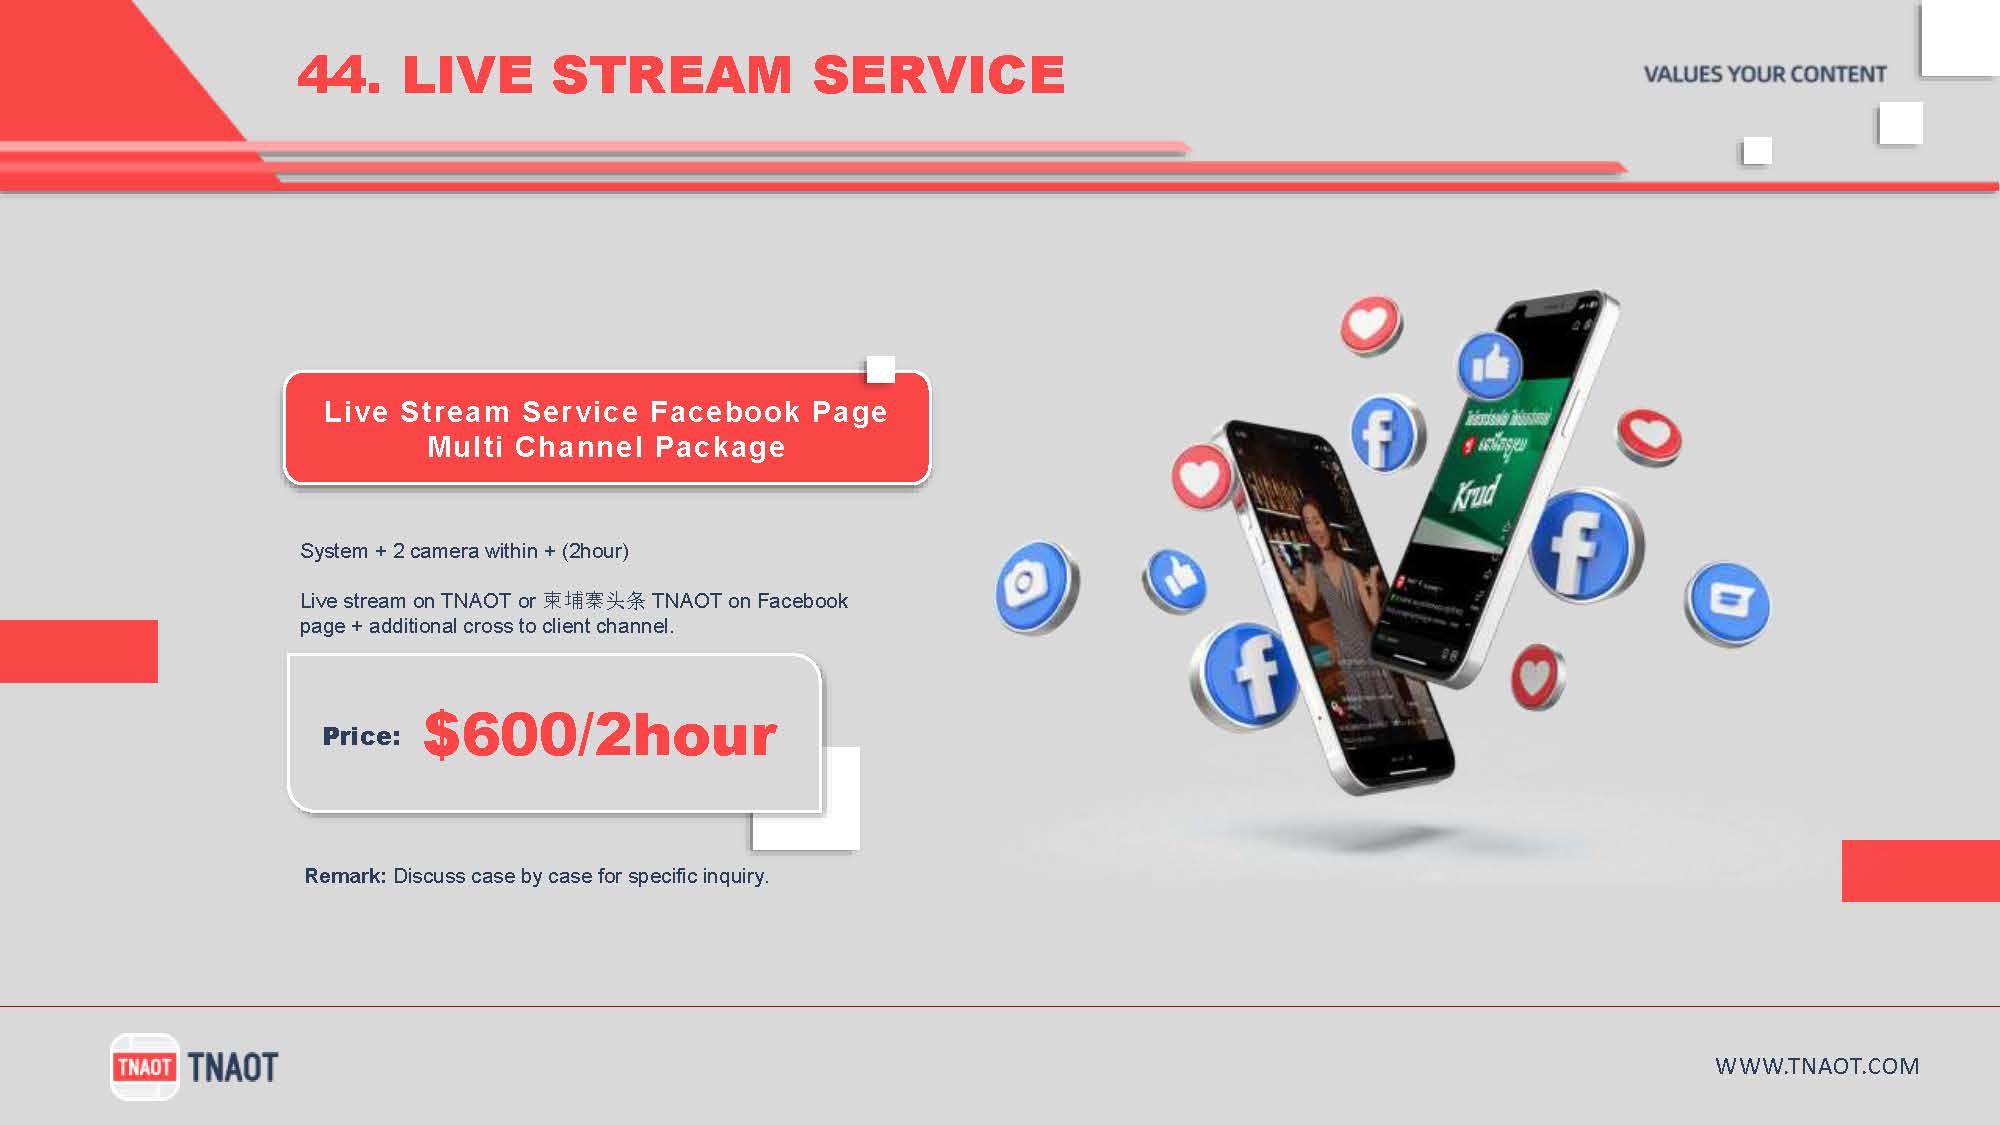 44. LIVE STREAM SERVICE
VALUES YOUR CONTENT
Live Stream Service Facebook Page
Multi Channel Package
System + 2 camera within + (2hour)
Live stream on TNAOT or 柬埔寨头条 TNAOT on Facebook
page + additional cross to client channel.
Price: $600/2hour
Remark: Discuss case by case for specific inquiry.
Krud
TNAOT TNAOT
WWW.TNAOT.COM